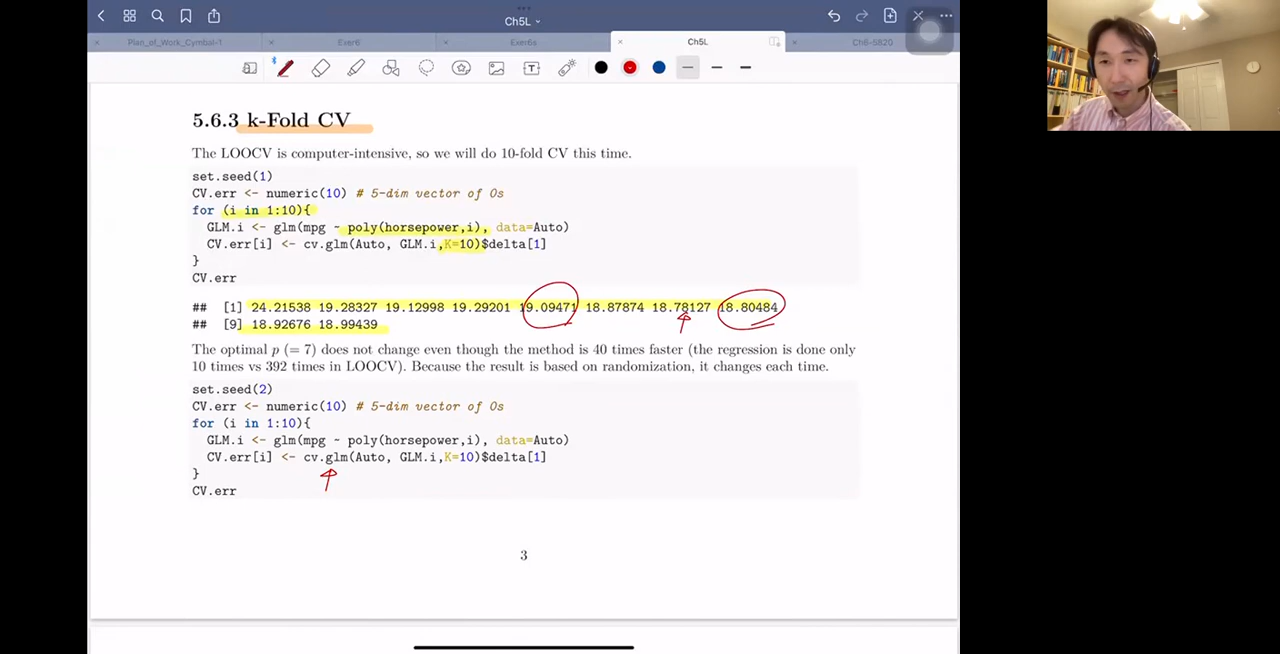 Ch5L
Plan_of_Work_Cymbal-1
Exer6
Exer6s
Ch5L
Ch6-5820
5.6.3 k-Fold CV
The LOOCV is computer-intensive, so we will do 10-fold CV this time.
set.seed(1)
CV.err <- numeric(10) # 5-dim vector of 0s
for (i in 1:10){
GLM.i <- glm(mpg ~ poly(horsepower,i), data=Auto)
CV.err[i] <- cv.glm(Auto, GLM.i,K=10)$delta[1]
}
CV.err
## [1] 24.21538 19.28327 19.12998 19.29201 19.09471 18.87874 18.78127 18.80484
## [9] 18.92676 18.99439
The optimal p (= 7) does not change even though the method is 40 times faster (the regression is done only
10 times vs 392 times in LOOCV). Because the result is based on randomization, it changes each time.
set.seed(2)
CV.err <- numeric(10) # 5-dim vector of 0s
for (i in 1:10){
GLM.i <- glm(mpg ~ poly(horsepower,i), data=Auto)
CV.err[i] <- cv.glm(Auto, GLM.i,K=10)$delta[1]
}
CV.err
3